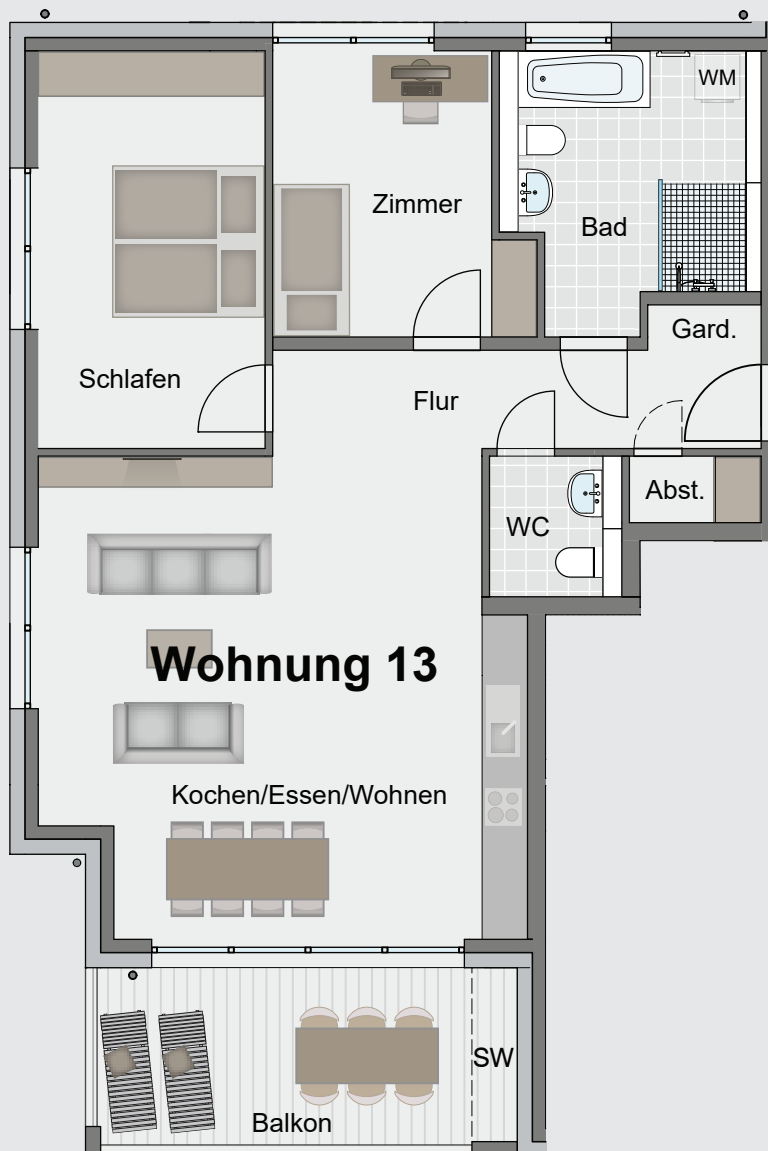 WM
Zimmer
Bad
Gard.
Schlafen
Flur
Abst.
WC
Wohnung 13
Kochen/Essen/Wohnen
SW
Balkon